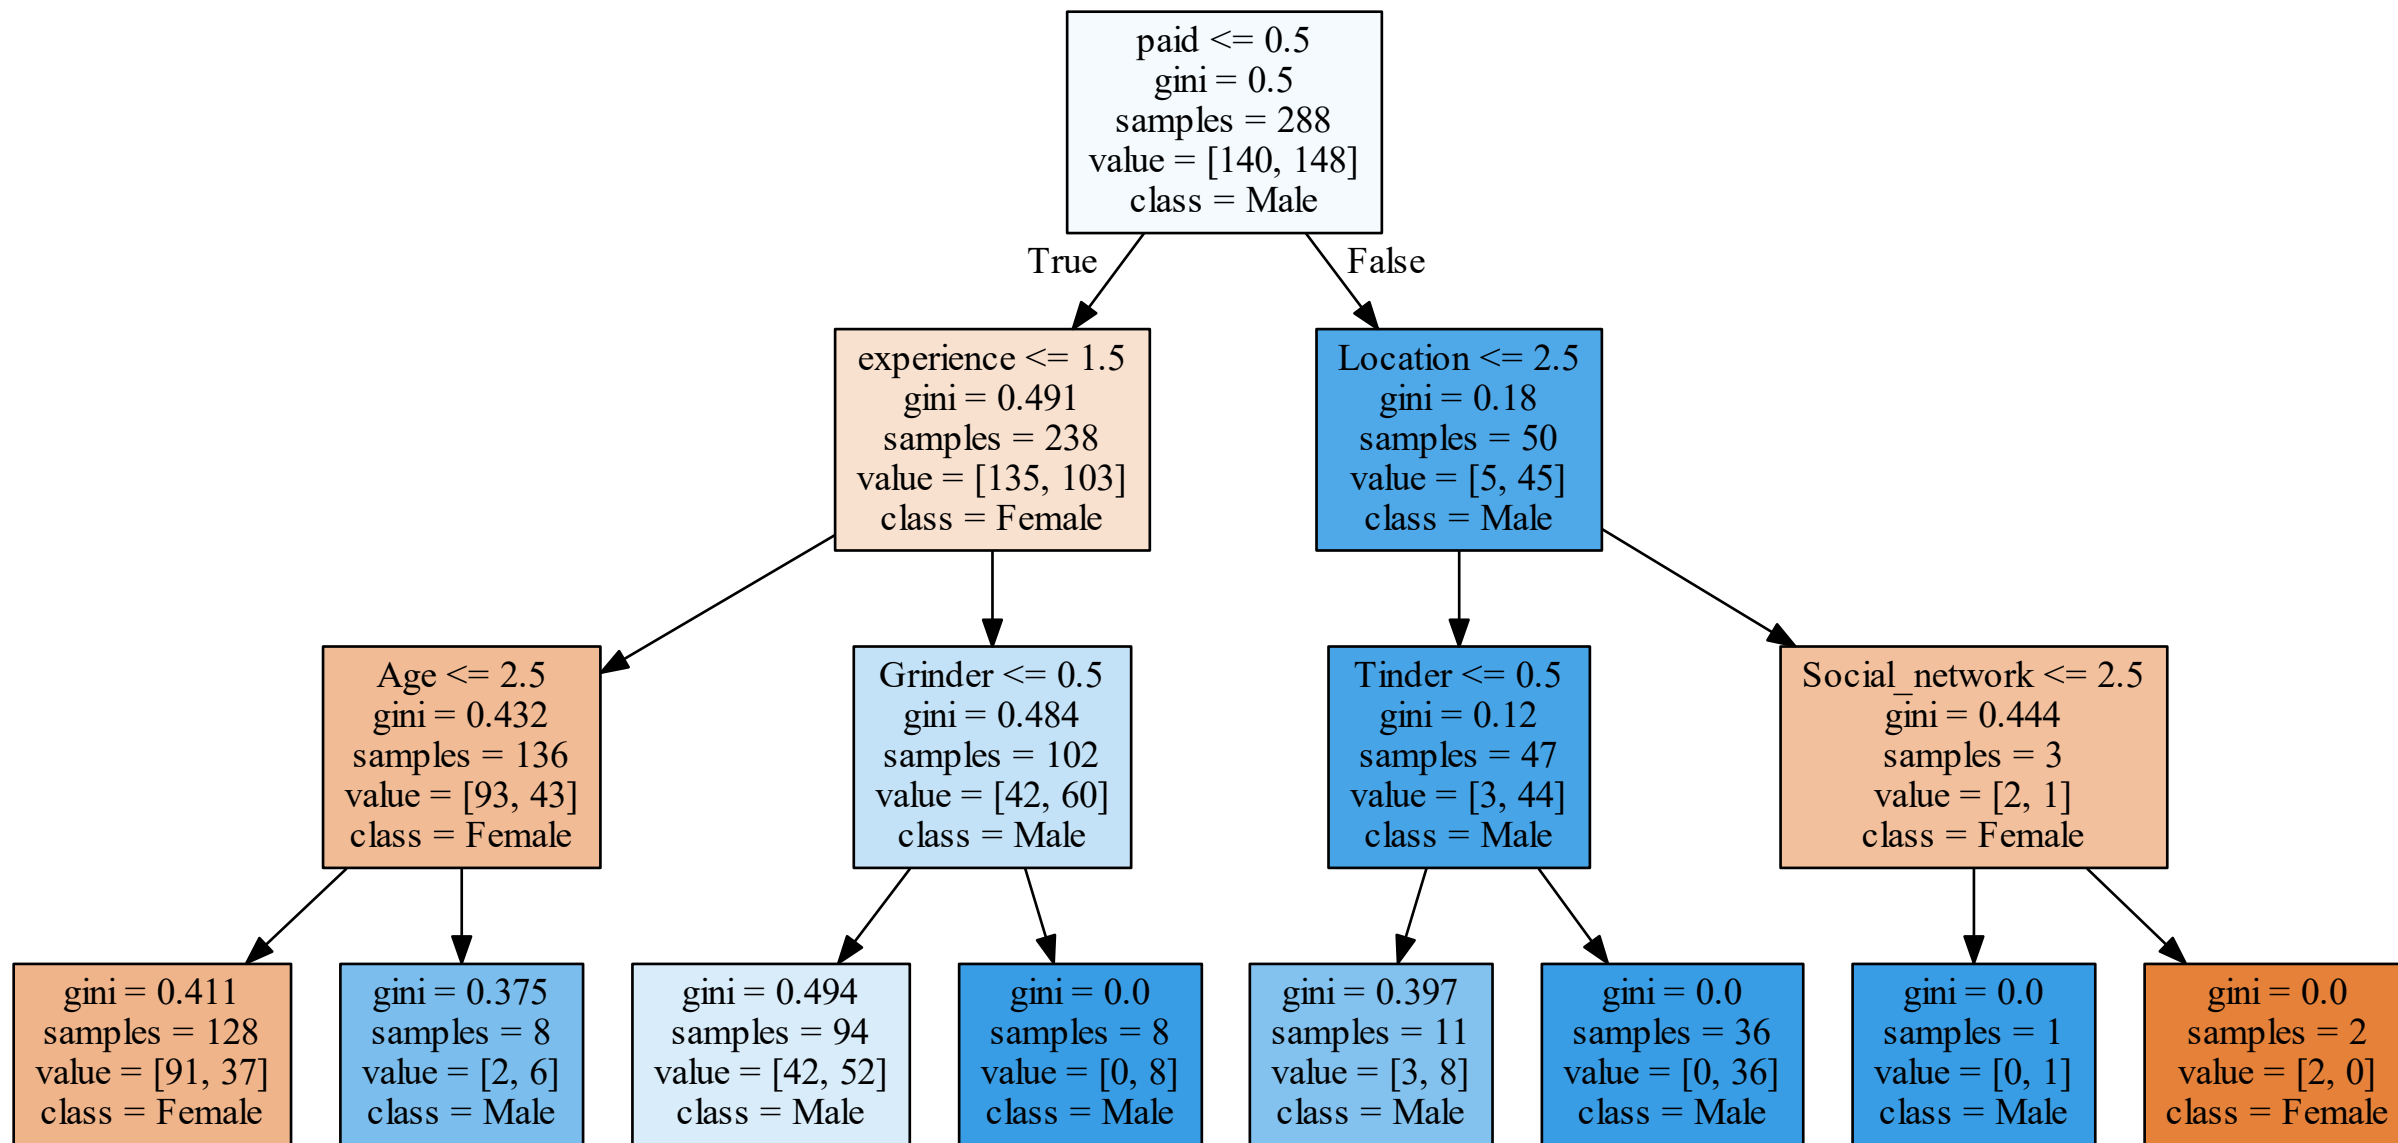 paid <= 0.5
gini = 0.5
samples = 288
value = [140, 148]
class = Male
True
False
experience <= 1.5
gini = 0.491
samples = 238
value = [135, 103]
class = Female
Location <= 2.5
gini = 0.18
samples = 50
value = [5, 45]
class = Male
Age <= 2.5
gini = 0.432
samples = 136
value = [93, 43]
class = Female
Grinder <= 0.5
gini = 0.484
samples = 102
value = [42, 60]
class = Male
Tinder <= 0.5
gini = 0.12
samples = 47
value = [3, 44]
class = Male
Social_network <= 2.5
gini = 0.444
samples = 3
value = [2, 1]
class = Female
gini = 0.411
samples = 128
value = [91, 37]
class = Female
gini = 0.375
samples = 8
value = [2, 6]
class = Male
gini = 0.494
samples = 94
value = [42, 52]
class = Male
gini = 0.0
samples = 8
value = [0, 8]
class = Male
gini = 0.397
samples = 11
value = [3, 8]
class = Male
gini = 0.0
samples = 36
value = [0, 36]
class = Male
gini = 0.0
samples = 1
value = [0, 1]
class = Male
gini = 0.0
samples = 2
value = [2, 0]
class = Female